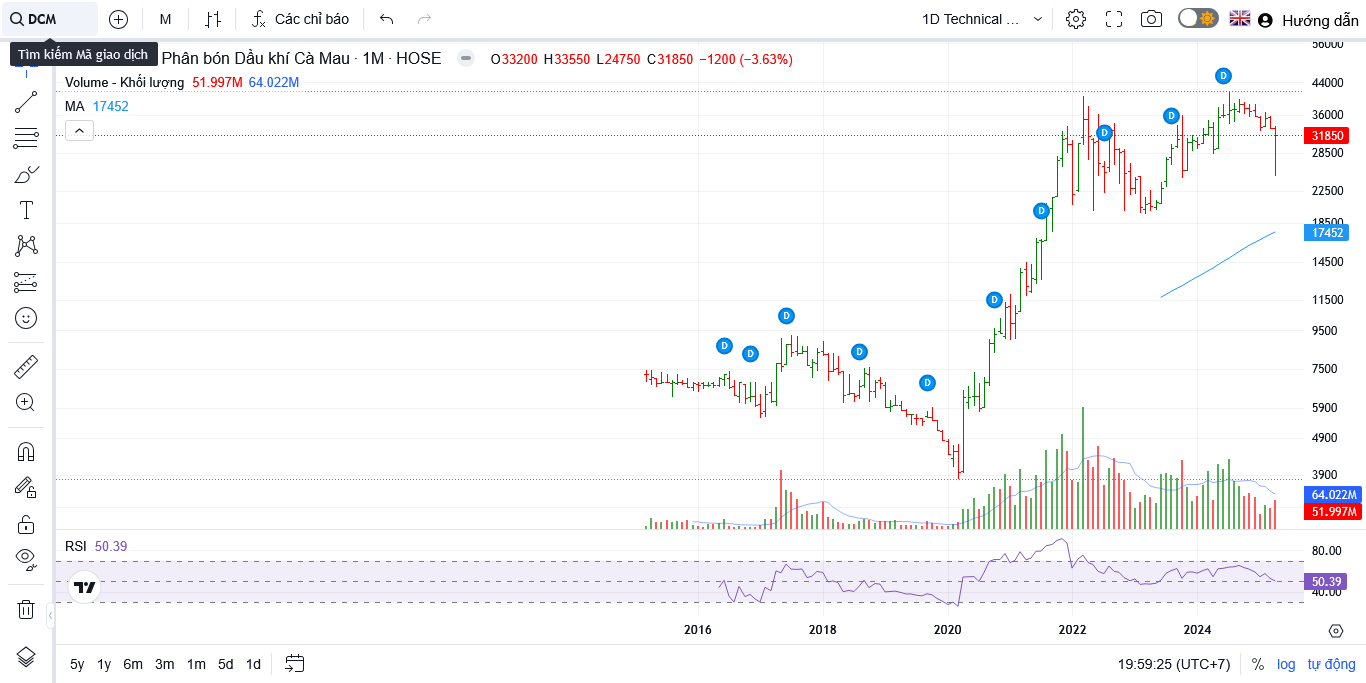 DCM
M
Các chỉ báo
1D Technical ...
Hướng dẫn
Tìm kiếm Mã giao dịch
Phân bón Dầu khí Cà Mau · 1M · HOSE
O33200 H33550 L24750 C31850 −1200 (−3.63%)
Volume - Khối lượng 51.997M 64.022M
MA 17452
56000
44000
36000
31850
28500
22500
18500
17452
14500
11500
9500
7500
5900
4900
3900
64.022M
51.997M
D
D
D
D
D
D
D
D
D
D
RSI 50.39
80.00
50.39
40.00
2016 2018 2020 2022 2024
5y 1y 6m 3m 1m 5d 1d
19:59:25 (UTC+7) % log tự động